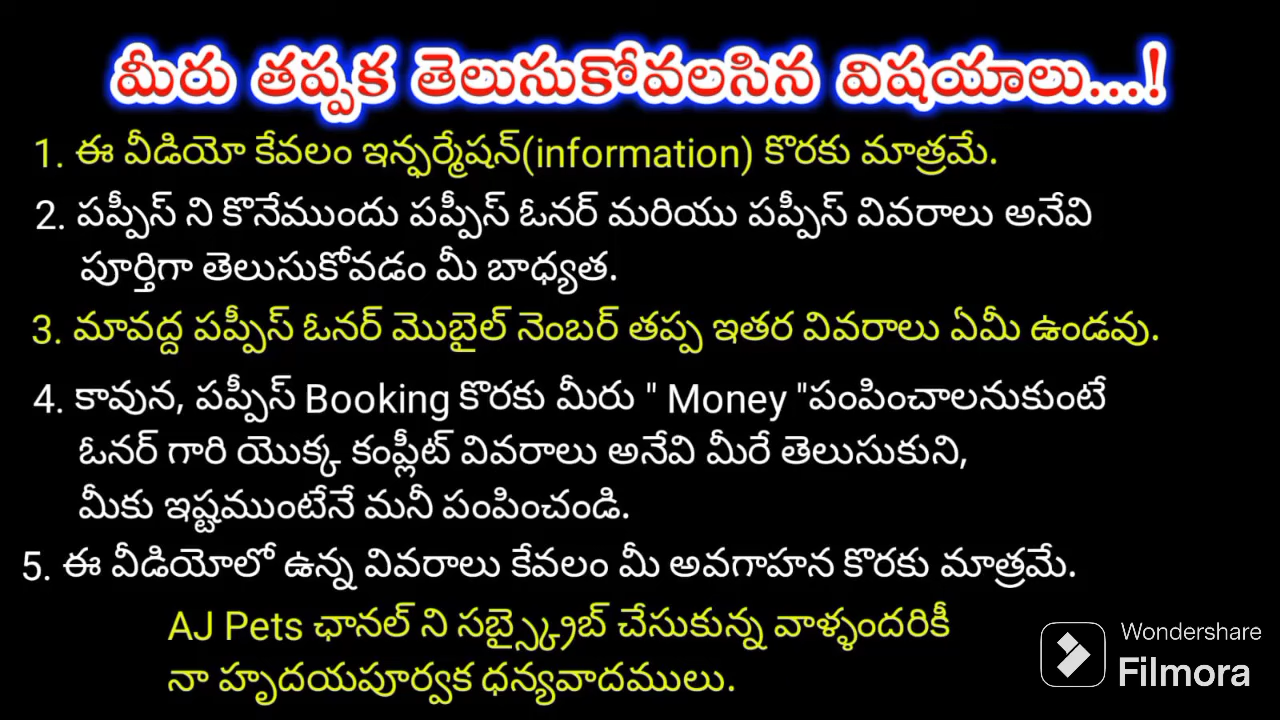 మీరు తప్పక తెలుసుకోవలసిన విషయాలు...!
1. ఈ వీడియో కేవలం ఇన్ఫర్మేషన్(information) కొరకు మాత్రమే.
2. పప్పీస్ ని కొనేముందు పప్పీస్ ఓనర్ మరియు పప్పీస్ వివరాలు అనేవి
పూర్తిగా తెలుసుకోవడం మీ బాధ్యత.
3. మావద్ద పప్పీస్ ఓనర్ మొబైల్ నెంబర్ తప్ప ఇతర వివరాలు ఏమీ ఉండవు.
4. కావున, పప్పీస్ Booking కొరకు మీరు " Money "పంపించాలనుకుంటే
ఓనర్ గారి యొక్క కంప్లీట్ వివరాలు అనేవి మీరే తెలుసుకుని,
మీకు ఇష్టముంటేనే మనీ పంపించండి.
5. ఈ వీడియోలో ఉన్న వివరాలు కేవలం మీ అవగాహన కొరకు మాత్రమే.
AJ Pets ఛానల్ ని సబ్స్క్రైబ్ చేసుకున్న వాళ్ళందరికీ
నా హృదయపూర్వక ధన్యవాదములు.
Wondershare
Filmora